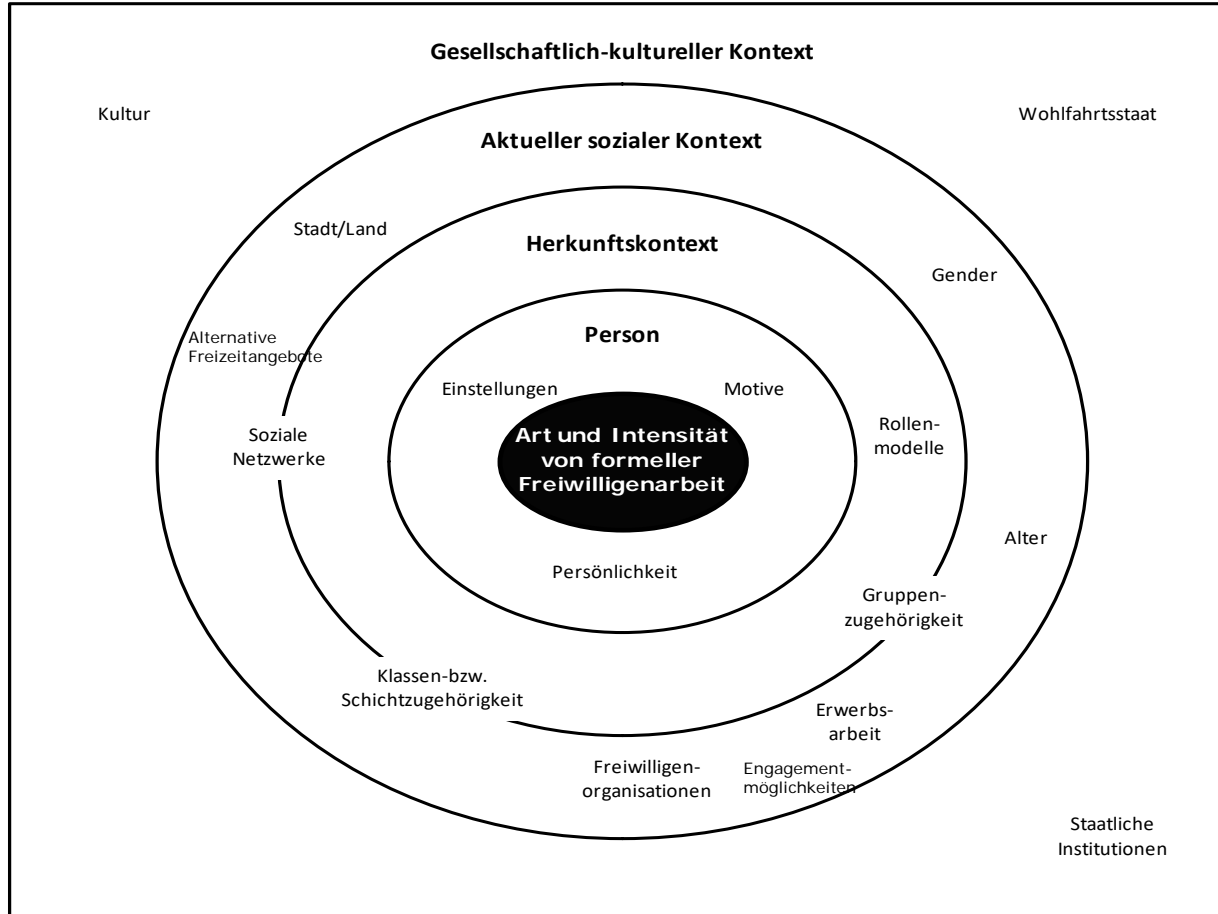 Gesellschaftlich-kultureller Kontext
Kultur
Wohlfahrtsstaat
Aktueller sozialer Kontext
Stadt/Land
Herkunftskontext
Gender
Alternative
Freizeitangebote
Person
Einstellungen
Motive
Soziale
Netzwerke
Art und Intensität
von formeller
Freiwilligenarbeit
Rollen-
modelle
Alter
Persönlichkeit
Gruppen-
zugehörigkeit
Klassen-bzw.
Schichtzugehörigkeit
Erwerbs-
arbeit
Freiwilligen-
organisationen
Engagement-
möglichkeiten
Staatliche
Institutionen